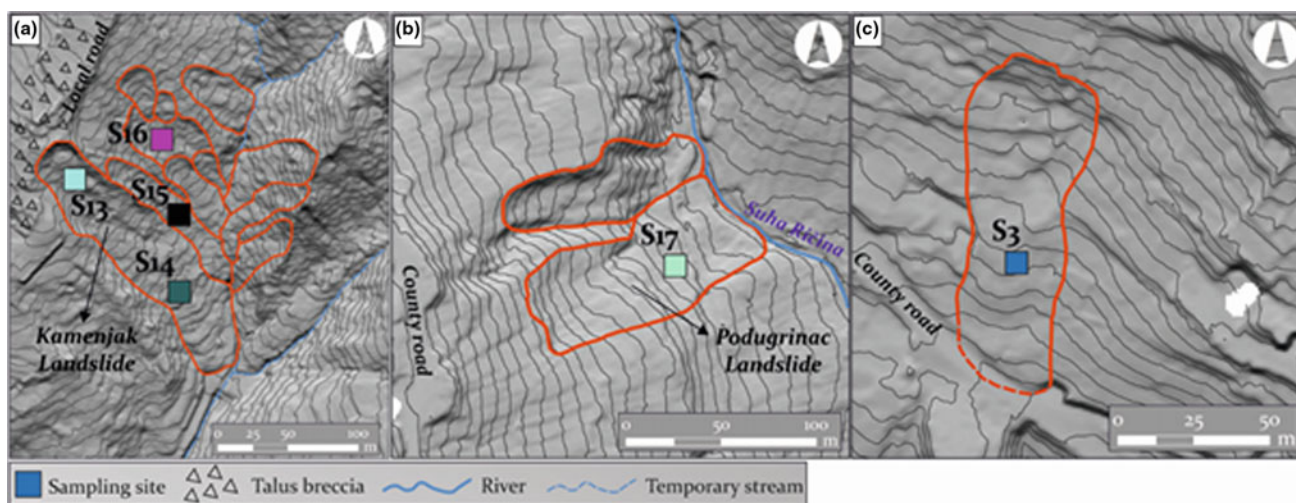 (a)
Local road
S16
S13
S15
S14
Kamenjak
Landslide
0 25 50 100
m
(b)
Suha Ričina
S17
County road
Podugrinac
Landslide
0 50 100
m
(c)
S3
County road
0 25 50
m
Sampling site Talus breccia River Temporary stream